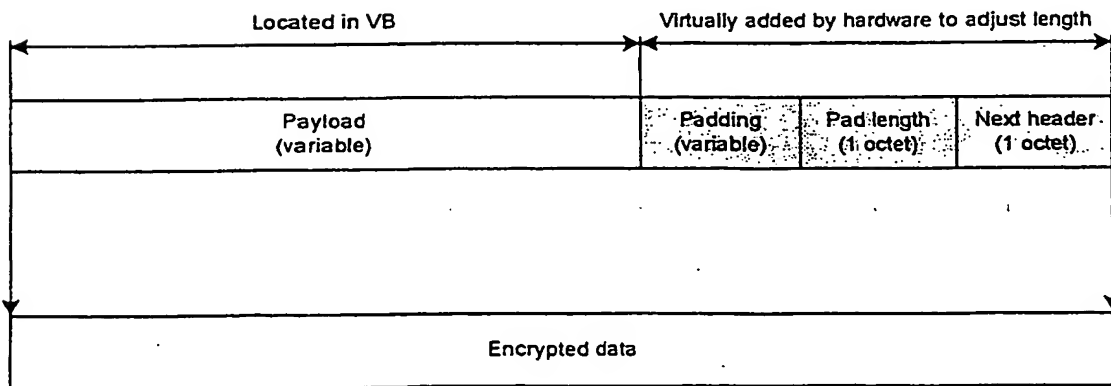 Located in VB
Virtually added by hardware to adjust length
Payload
(variable)
Padding
(variable)
Pad length
(1 octet)
Next header
(1 octet)
Encrypted data